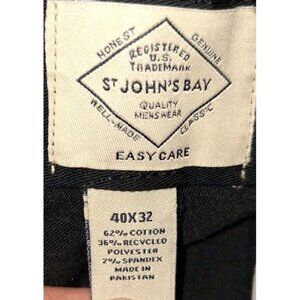 HONEST
GENUINE
REGISTERED
U.S.
TRADEMARK
ST JOHN'S BAY
QUALITY
MENSWEAR
WELL-MADE
CLASSIC
EASY CARE
40X32
62% COTTON
36% RECYCLED
POLYESTER
2% SPANDEX
MADE IN
PAKISTAN